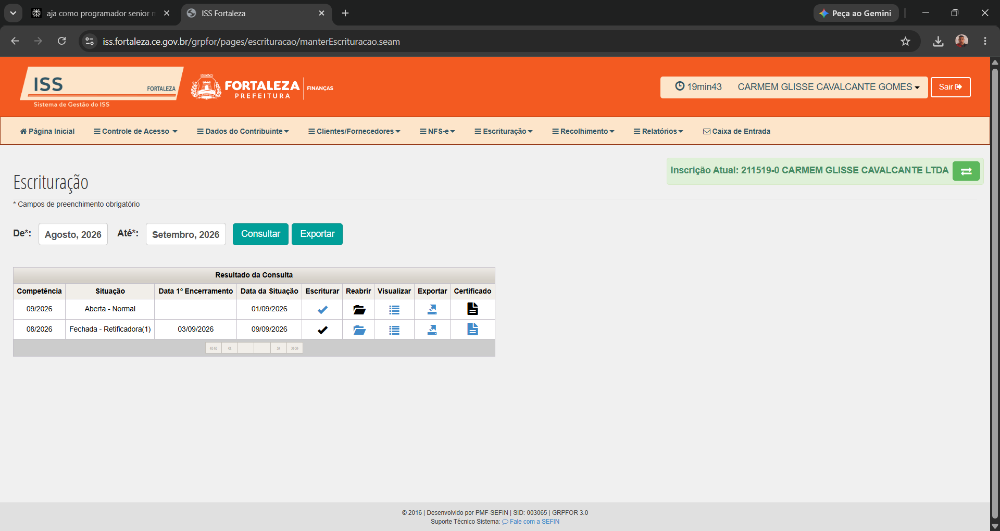 aja como programador senior
ISS Fortaleza
Peça ao Gemini
iss.fortaleza.ce.gov.br/grpfor/pages/escrituracao/manterEscrituracao.seam
ISS
FORTALEZA
Sistema de Gestão do ISS
FORTALEZA
PREFEITURA
FINANÇAS
19min43 CARMEM GLISSE CAVALCANTE GOMES
Sair
Página Inicial Controle de Acesso Dados do Contribuinte Clientes/Fornecedores NFS-e Escrituração Recolhimento Relatórios Caixa de Entrada
Inscrição Atual: 211519-0 CARMEM GLISSE CAVALCANTE LTDA
Escrituração
* Campos de preenchimento obrigatório
De*: Agosto, 2026 Até*: Setembro, 2026 Consultar Exportar
Resultado da Consulta
Competência Situação Data 1º Encerramento Data da Situação Escriturar Reabrir Visualizar Exportar Certificado
09/2026 Aberta - Normal 01/09/2026
08/2026 Fechada - Retificadora(1) 03/09/2026 09/09/2026
«« « » »»
© 2016 | Desenvolvido por PMF-SEFIN | SID: 003065 | GRPFOR 3.0
Suporte Técnico Sistema: Fale com a SEFIN